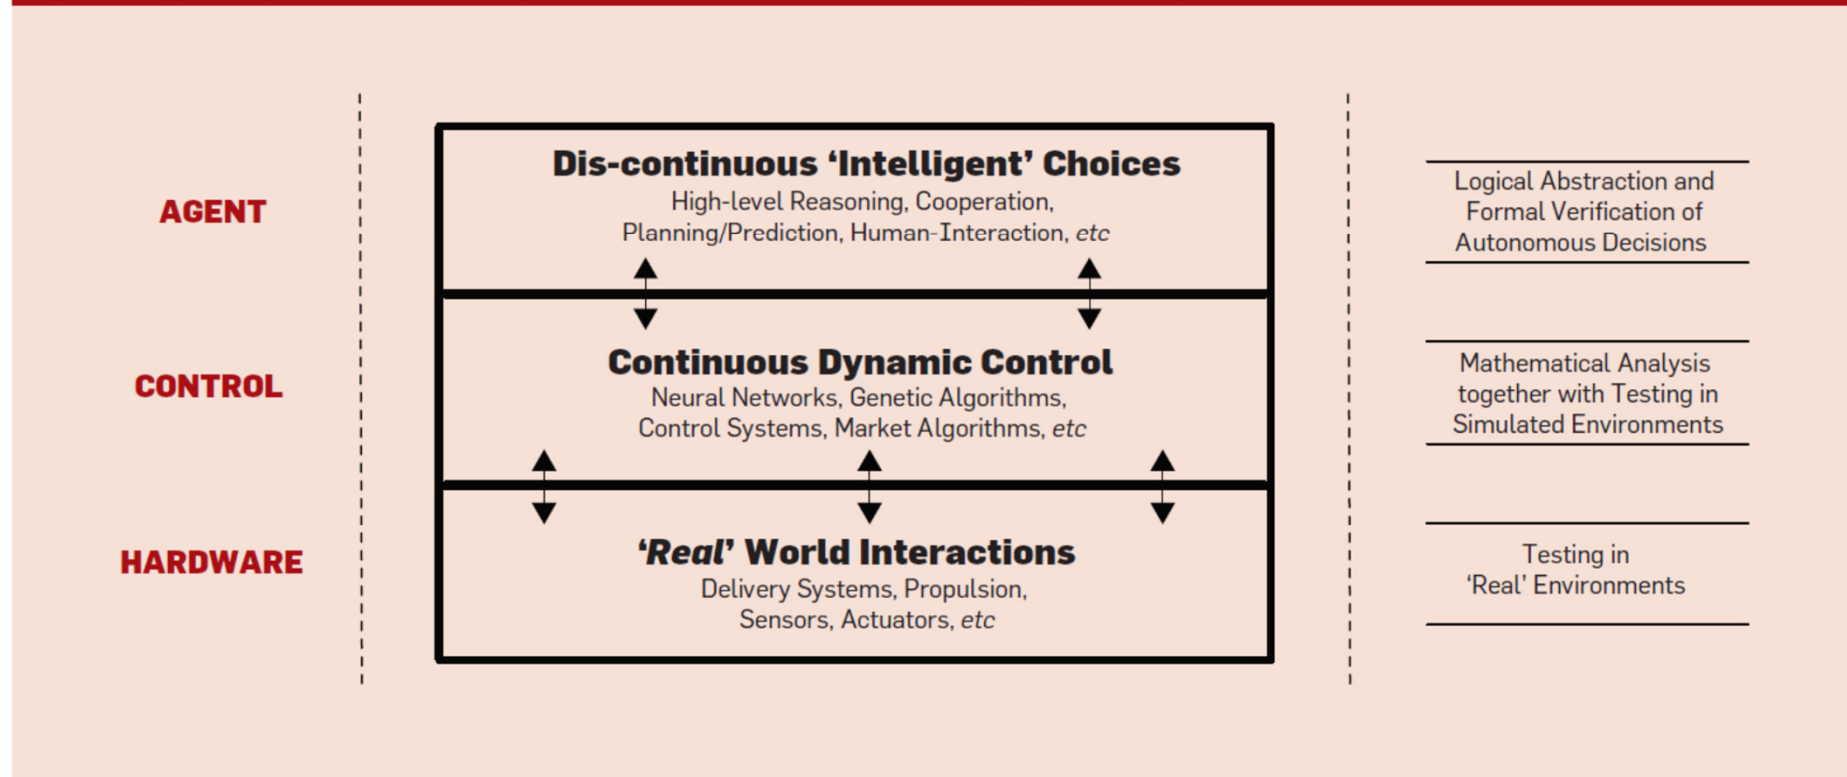 AGENT
Dis-continuous ‘Intelligent’ Choices
High-level Reasoning, Cooperation,
Planning/Prediction, Human-Interaction, etc
Logical Abstraction and
Formal Verification of
Autonomous Decisions
CONTROL
Continuous Dynamic Control
Neural Networks, Genetic Algorithms,
Control Systems, Market Algorithms, etc
Mathematical Analysis
together with Testing in
Simulated Environments
HARDWARE
‘Real’ World Interactions
Delivery Systems, Propulsion,
Sensors, Actuators, etc
Testing in
‘Real’ Environments